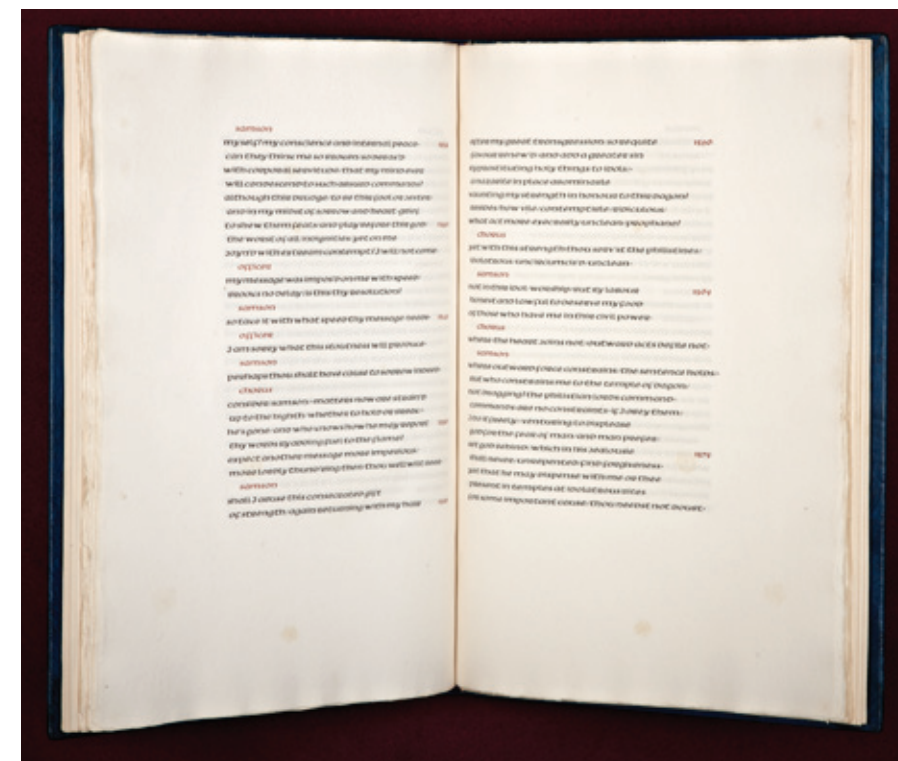 samson
myself? my conscience and internal peace·
can they think me so broken so debas'd
with corporal servitude· that my mind ever
will condescend to such absurd commands?
although thir drudge· to be thir fool or jester·
and in my midst of sorrow and heart-grief
to shew them feats and play before thir god·
the worst of all indignities yet on me
joyn'd with extream contempt? J will not come·
officer
my message was impos'd on me with speed·
brooks no delay· is this thy resolution?
samson
so take it with what speed thy message needs·
officer
J am sorry what this stoutness will produce·
samson
perhaps thou shalt have cause to sorrow indeed·
chorus
consider· samson· matters now are strain'd
up to the highth· whether to hold or break·
he's gone· and who knows how he may report
thy words by adding fuel to the flame?
expect another message more imperious·
more lordly thund'ring then thou well wilt bear·
samson
shall J abuse this consecrated gift
of strength· again returning with my hair
after my great transgression· so requite
favour renew'd· and add a greater sin
by prostituting holy things to idols·
a nazarite in place abominable
vaunting my strength in honour to thir dagon?
besides how vile· contemptible· ridiculous·
what act more execrably unclean· prophane?
chorus
yet with this strength thou serv'st the philistines·
idolatrous· uncircumcis'd· unclean·
samson
not in thir idol-worship· but by labour
honest and lawful to deserve my food
of those who have me in thir civil power·
chorus
where the heart joins not· outward acts defile not·
samson
where outward force constrains· the sentence holds·
but who constrains me to the temple of dagon·
not dragging? the philistian lords command·
commands are no constraints· if J obey them·
J do it freely· venturing to displease
god for the fear of man· and man prefer·
set god behind· which in his jealousie
shall never· unrepented· find forgiveness·
yet that he may dispense with me or thee
present in temples at idolatrous rites
for some important cause· thou needst not doubt·